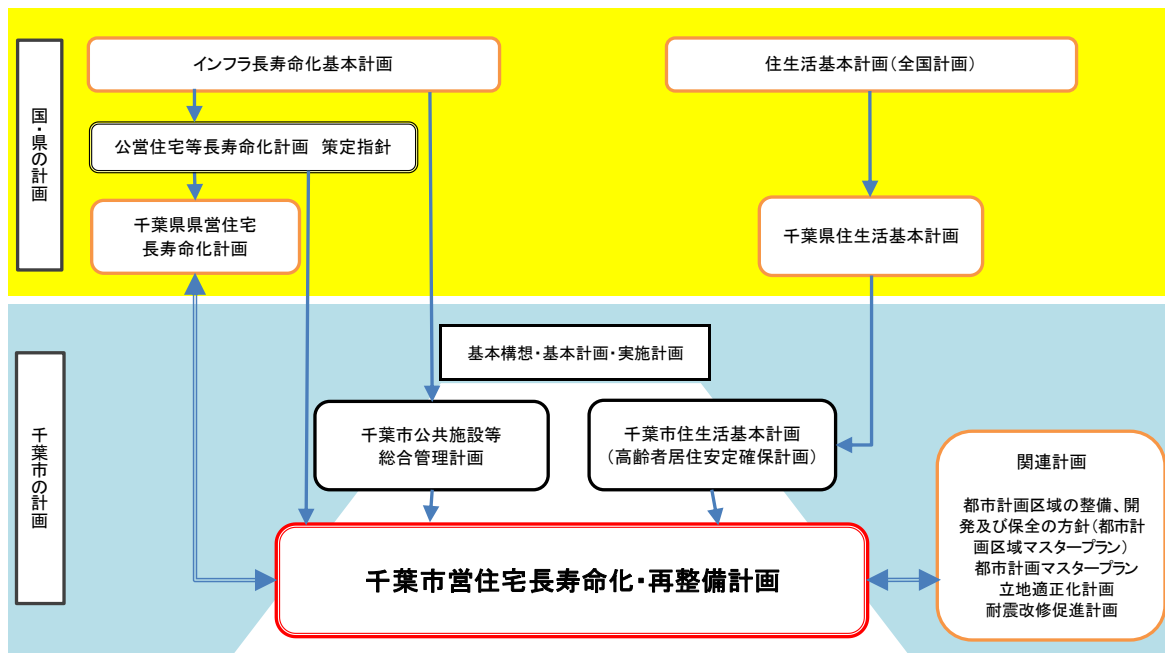 国・県の計画
インフラ長寿命化基本計画
住生活基本計画(全国計画)
公営住宅等長寿命化計画 策定指針
千葉県県営住宅
長寿命化計画
千葉県住生活基本計画
千葉市の計画
基本構想・基本計画・実施計画
千葉市公共施設等
総合管理計画
千葉市住生活基本計画
(高齢者居住安定確保計画)
千葉市営住宅長寿命化・再整備計画
関連計画
都市計画区域の整備、開
発及び保全の方針(都市計
画区域マスタープラン)
都市計画マスタープラン
立地適正化計画
耐震改修促進計画